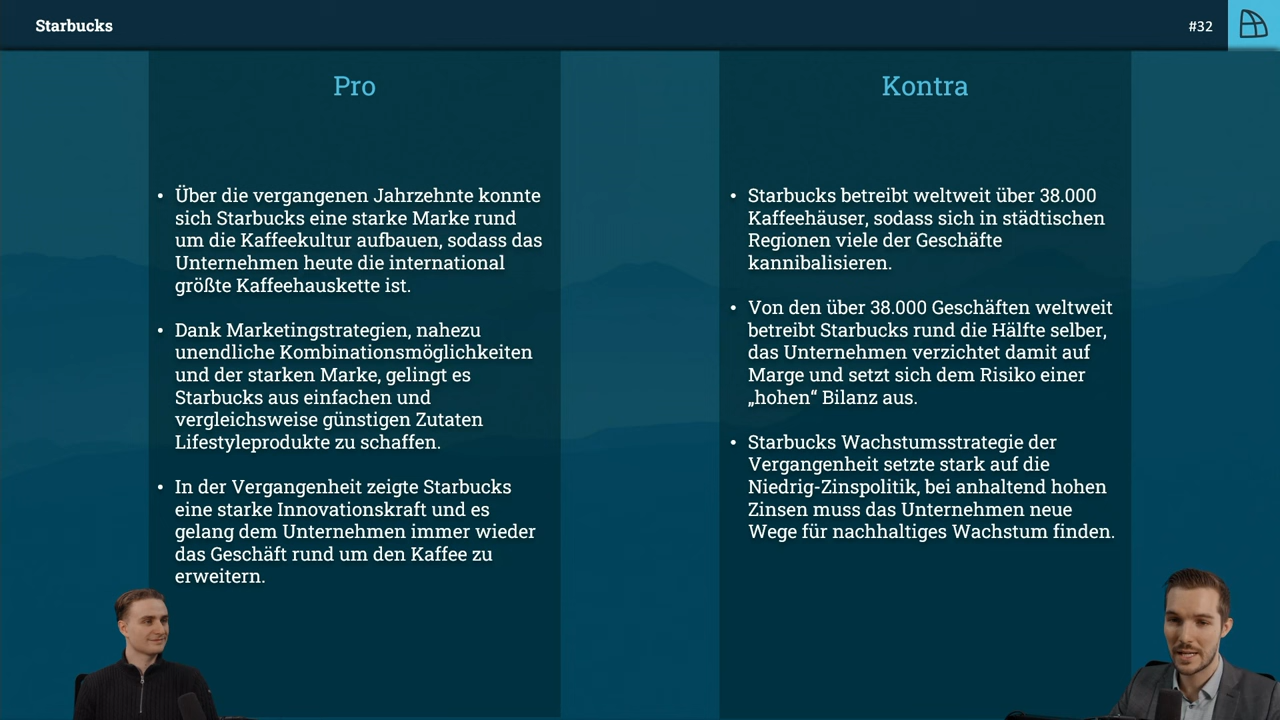 Starbucks
#32
Pro
• Über die vergangenen Jahrzehnte konnte
sich Starbucks eine starke Marke rund
um die Kaffeekultur aufbauen, sodass das
Unternehmen heute die international
größte Kaffeehauskette ist.
• Dank Marketingstrategien, nahezu
unendliche Kombinationsmöglichkeiten
und der starken Marke, gelingt es
Starbucks aus einfachen und
vergleichsweise günstigen Zutaten
Lifestyleprodukte zu schaffen.
• In der Vergangenheit zeigte Starbucks
eine starke Innovationskraft und es
gelang dem Unternehmen immer wieder
das Geschäft rund um den Kaffee zu
erweitern.
Kontra
• Starbucks betreibt weltweit über 38.000
Kaffeehäuser, sodass sich in städtischen
Regionen viele der Geschäfte
kannibalisieren.
• Von den über 38.000 Geschäften weltweit
betreibt Starbucks rund die Hälfte selber,
das Unternehmen verzichtet damit auf
Marge und setzt sich dem Risiko einer
„hohen“ Bilanz aus.
• Starbucks Wachstumsstrategie der
Vergangenheit setzte stark auf die
Niedrig-Zinspolitik, bei anhaltend hohen
Zinsen muss das Unternehmen neue
Wege für nachhaltiges Wachstum finden.